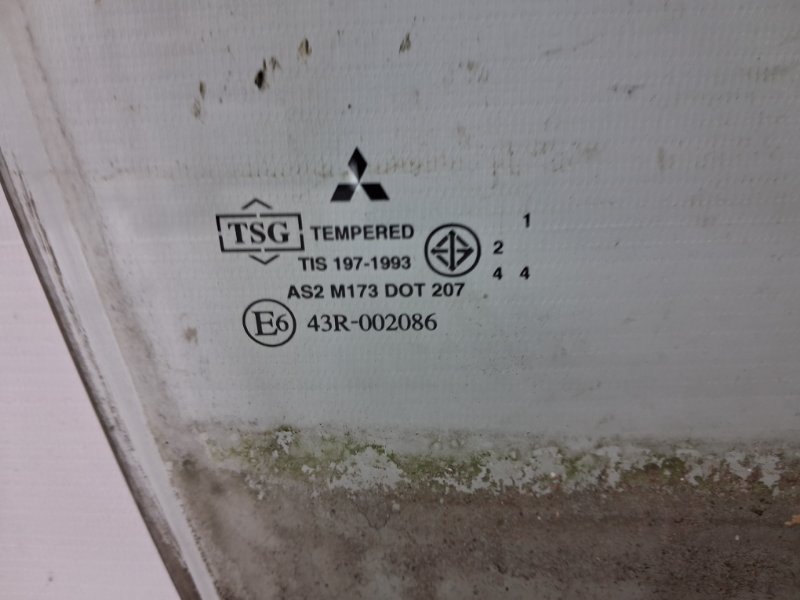 TSG TEMPERED
TIS 197-1993
AS2 M173 DOT 207
E6 43R-002086
1
2
4 4